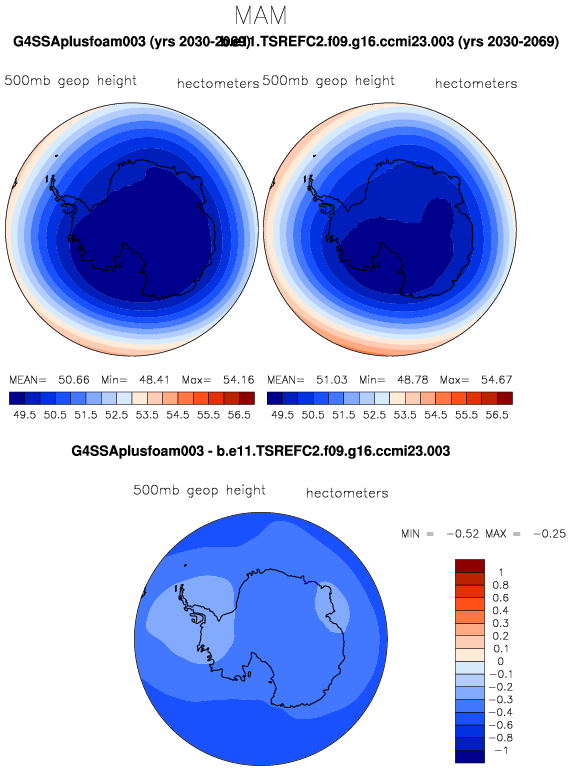 MAM
G4SSAplusfoam003 (yrs 2030-2069) b.e11.TSREFC2.f09.g16.ccmi23.003 (yrs 2030-2069)
500mb geop height hectometers 500mb geop height hectometers
MEAN= 50.66 Min= 48.41 Max= 54.16 MEAN= 51.03 Min= 48.78 Max= 54.67
49.5 50.5 51.5 52.5 53.5 54.5 55.5 56.5 49.5 50.5 51.5 52.5 53.5 54.5 55.5 56.5
G4SSAplusfoam003 - b.e11.TSREFC2.f09.g16.ccmi23.003
500mb geop height hectometers
MIN = -0.52 MAX = -0.25
1
0.8
0.6
0.4
0.3
0.2
0.1
0
-0.1
-0.2
-0.3
-0.4
-0.6
-0.8
-1